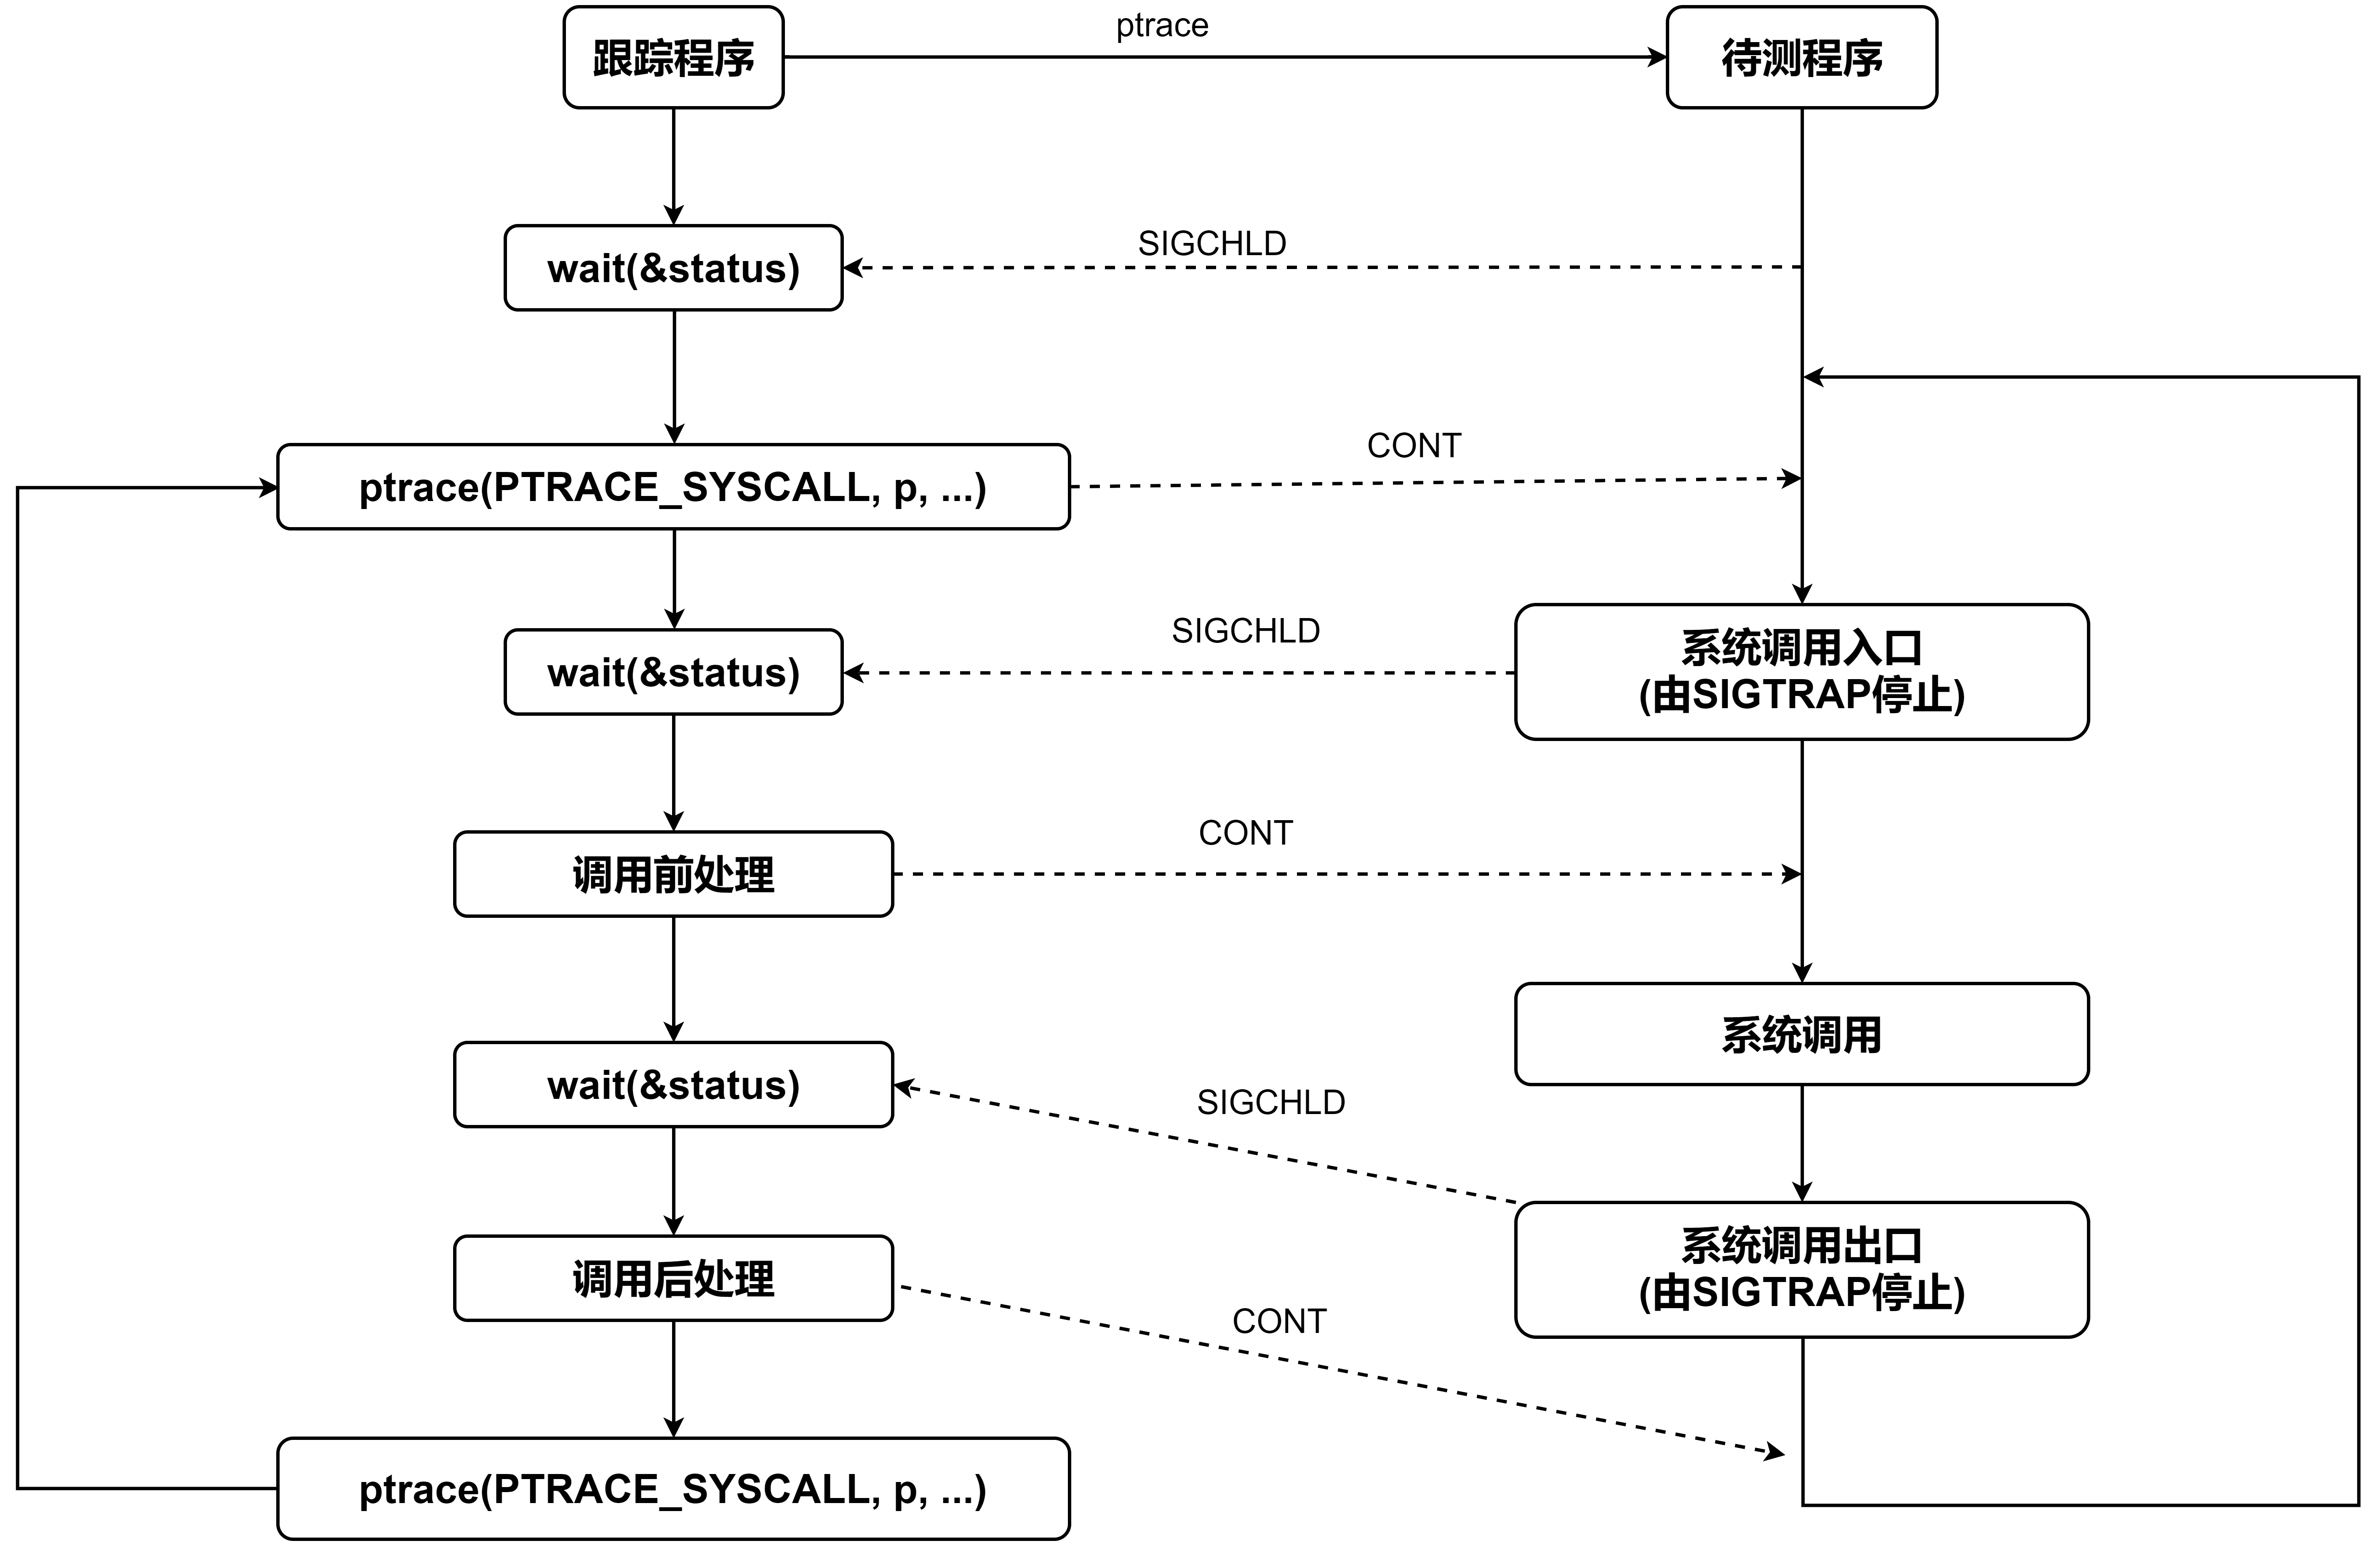 跟踪程序
ptrace
待测程序
wait(&status)
SIGCHLD
ptrace(PTRACE_SYSCALL, p, ...)
CONT
wait(&status)
SIGCHLD
系统调用入口
(由SIGTRAP停止)
调用前处理
CONT
系统调用
wait(&status)
SIGCHLD
系统调用出口
(由SIGTRAP停止)
调用后处理
CONT
ptrace(PTRACE_SYSCALL, p, ...)